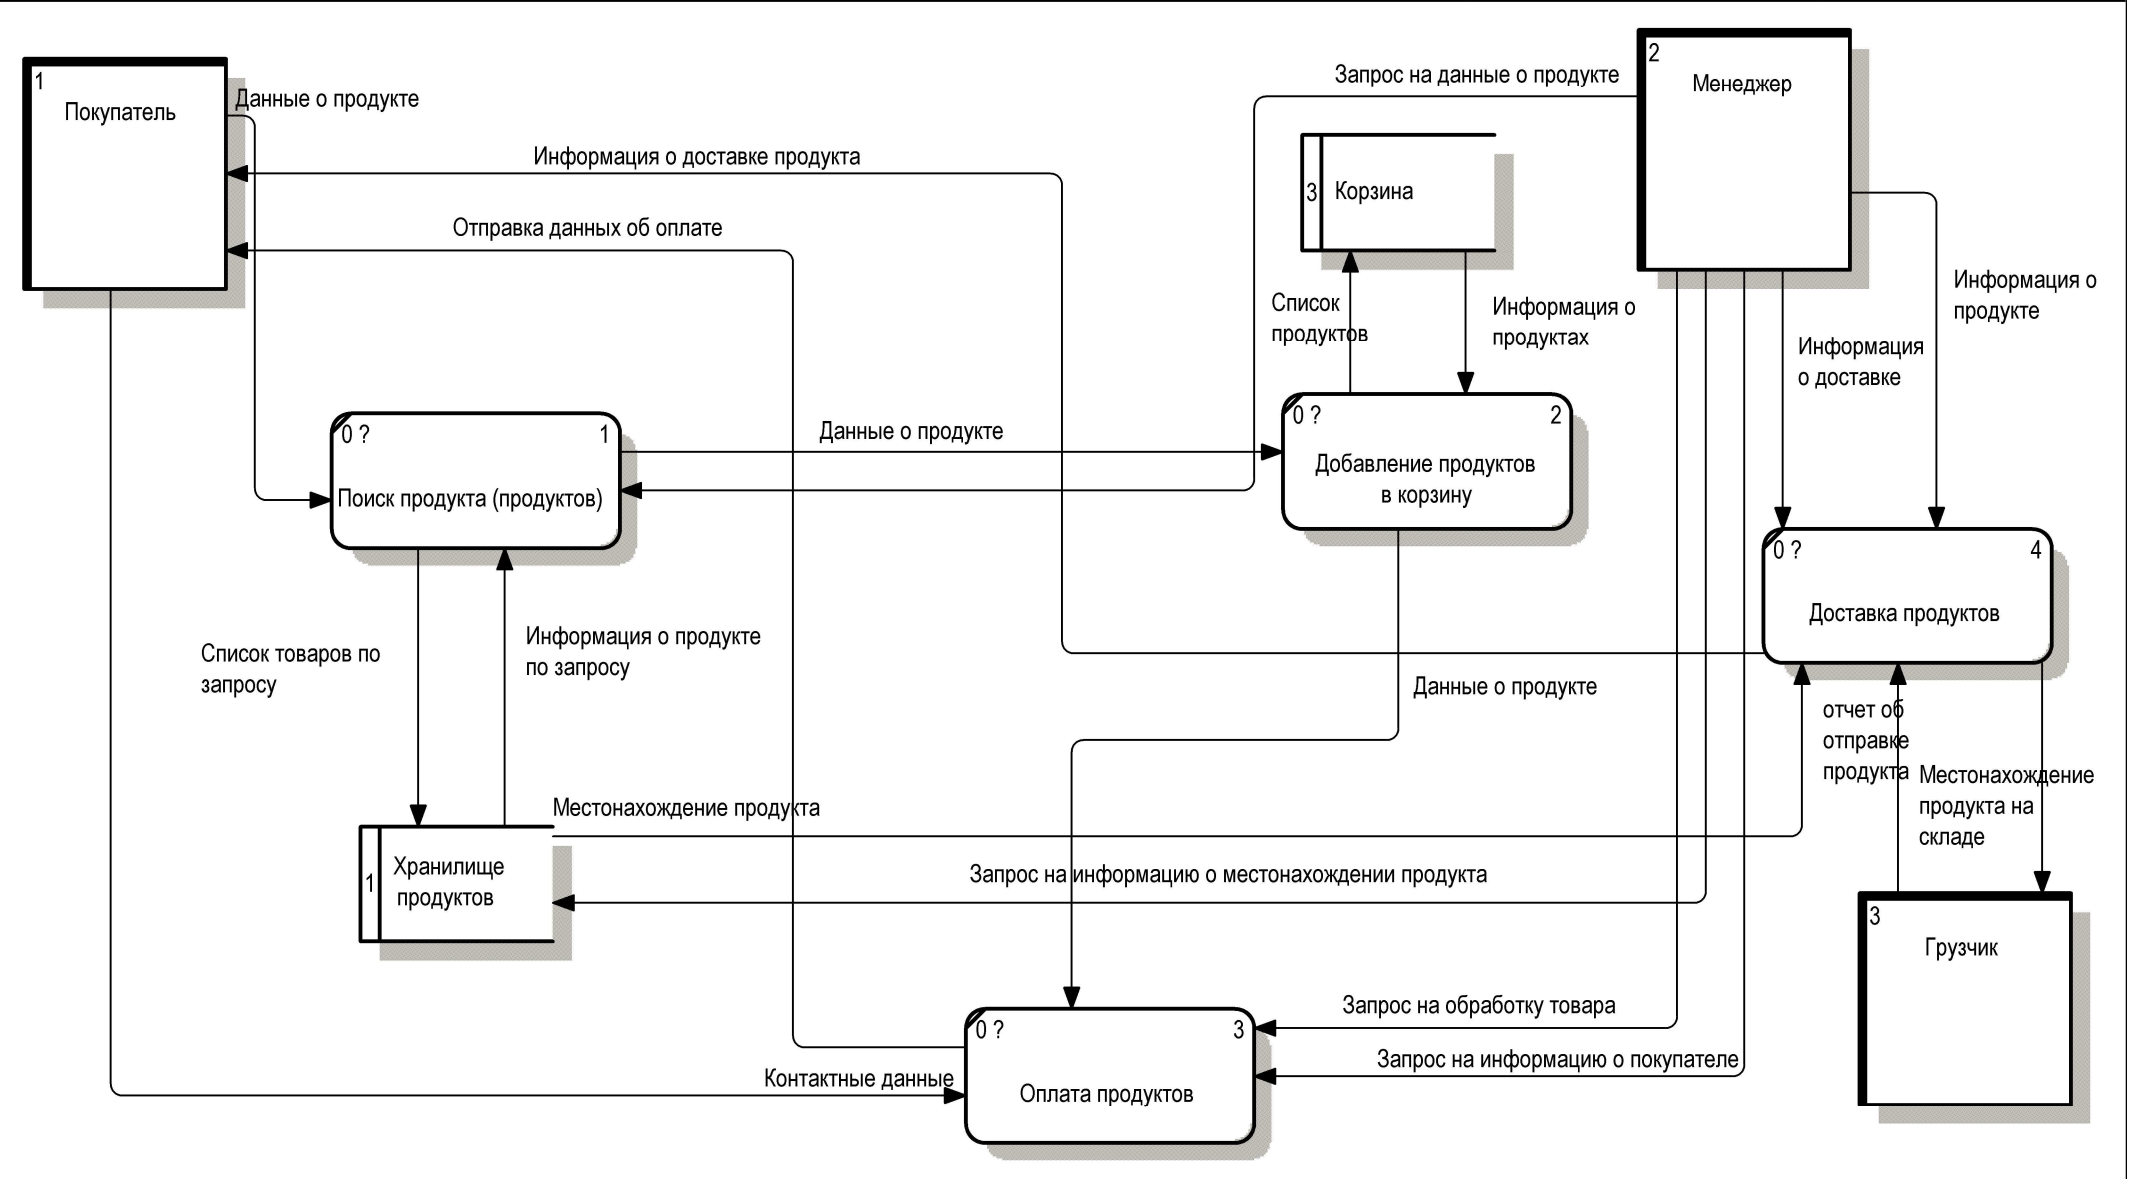 1
Покупатель
Данные о продукте
Информация о доставке продукта
Отправка данных об оплате
Запрос на данные о продукте
2
Менеджер
3
Корзина
Список
продуктов
Информация о
продуктах
Информация о
продукте
Информация
о доставке
0 ?
1
Поиск продукта (продуктов)
Данные о продукте
0 ?
2
Добавление продуктов
в корзину
0 ?
4
Доставка продуктов
Список товаров по
запросу
Информация о продукте
по запросу
Данные о продукте
отчет об
отправке
продукта
Местонахождение
продукта на
складе
Местонахождение продукта
1
Хранилище
продуктов
Запрос на информацию о местонахождении продукта
3
Грузчик
Запрос на обработку товара
0 ?
3
Оплата продуктов
Запрос на информацию о покупателе
Контактные данные